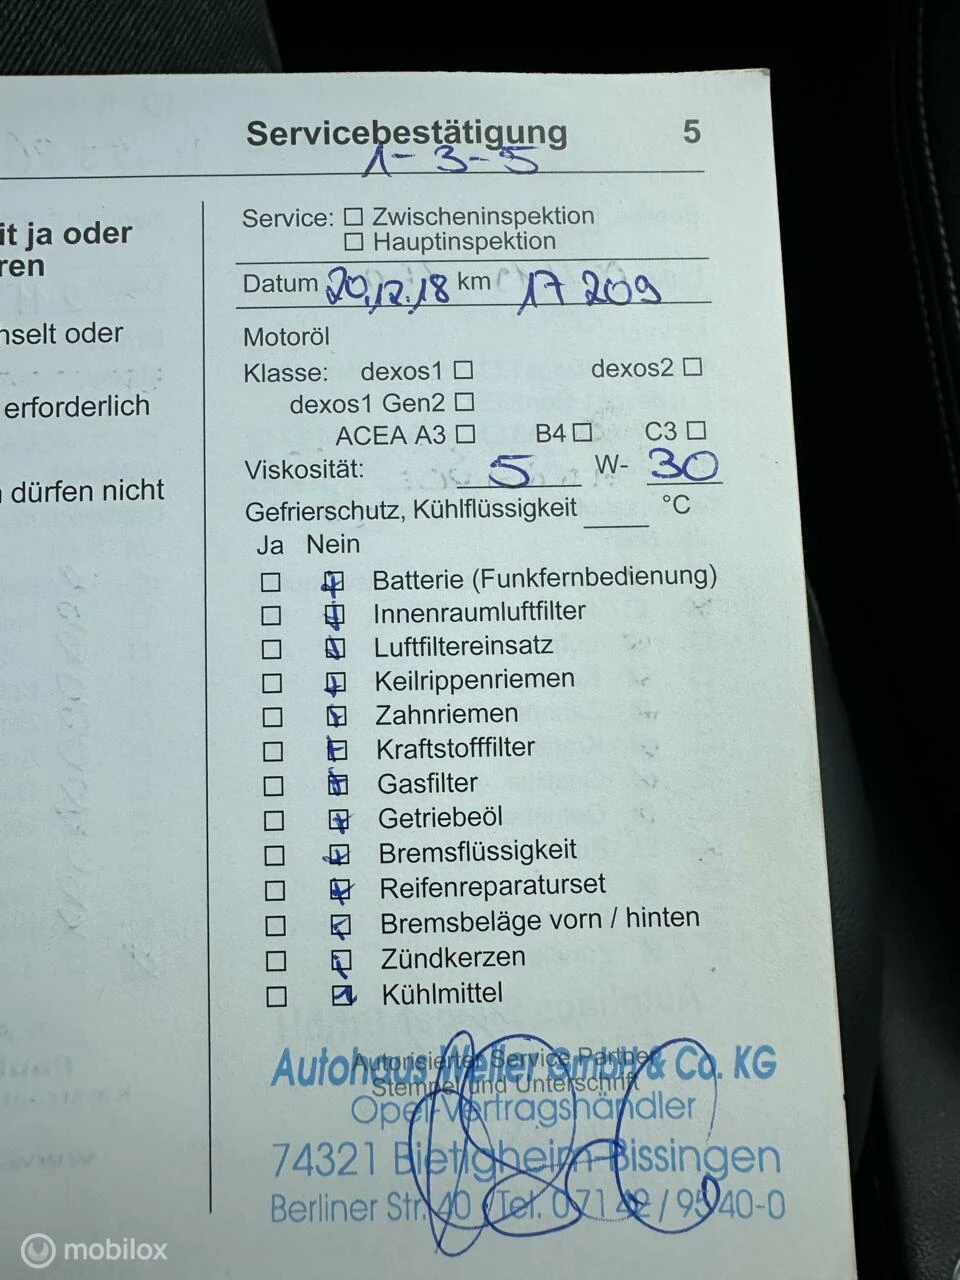 Servicebestätigung 5
1-3-5
it ja oder
ren
nselt oder
erforderlich
dürfen nicht
Service: Zwischeninspektion
Hauptinspektion
Datum 20.12.18 km 17 209
Motoröl
Klasse: dexos1 dexos2
dexos1 Gen2
ACEA A3 B4 C3
Viskosität: 5 W- 30
Gefrierschutz, Kühlflüssigkeit °C
Ja Nein
Batterie (Funkfernbedienung)
Innenraumluftfilter
Luftfiltereinsatz
Keilrippenriemen
Zahnriemen
Kraftstofffilter
Gasfilter
Getriebeöl
Bremsflüssigkeit
Reifenreparaturset
Bremsbeläge vorn / hinten
Zündkerzen
Kühlmittel
Autorisierter Service Partner
Stempel und Unterschrift
Autohaus Weller GmbH & Co. KG
Opel-Vertragshändler
74321 Bietigheim-Bissingen
Berliner Str. 40 / Tel. 07142 / 9540-0
mobilox